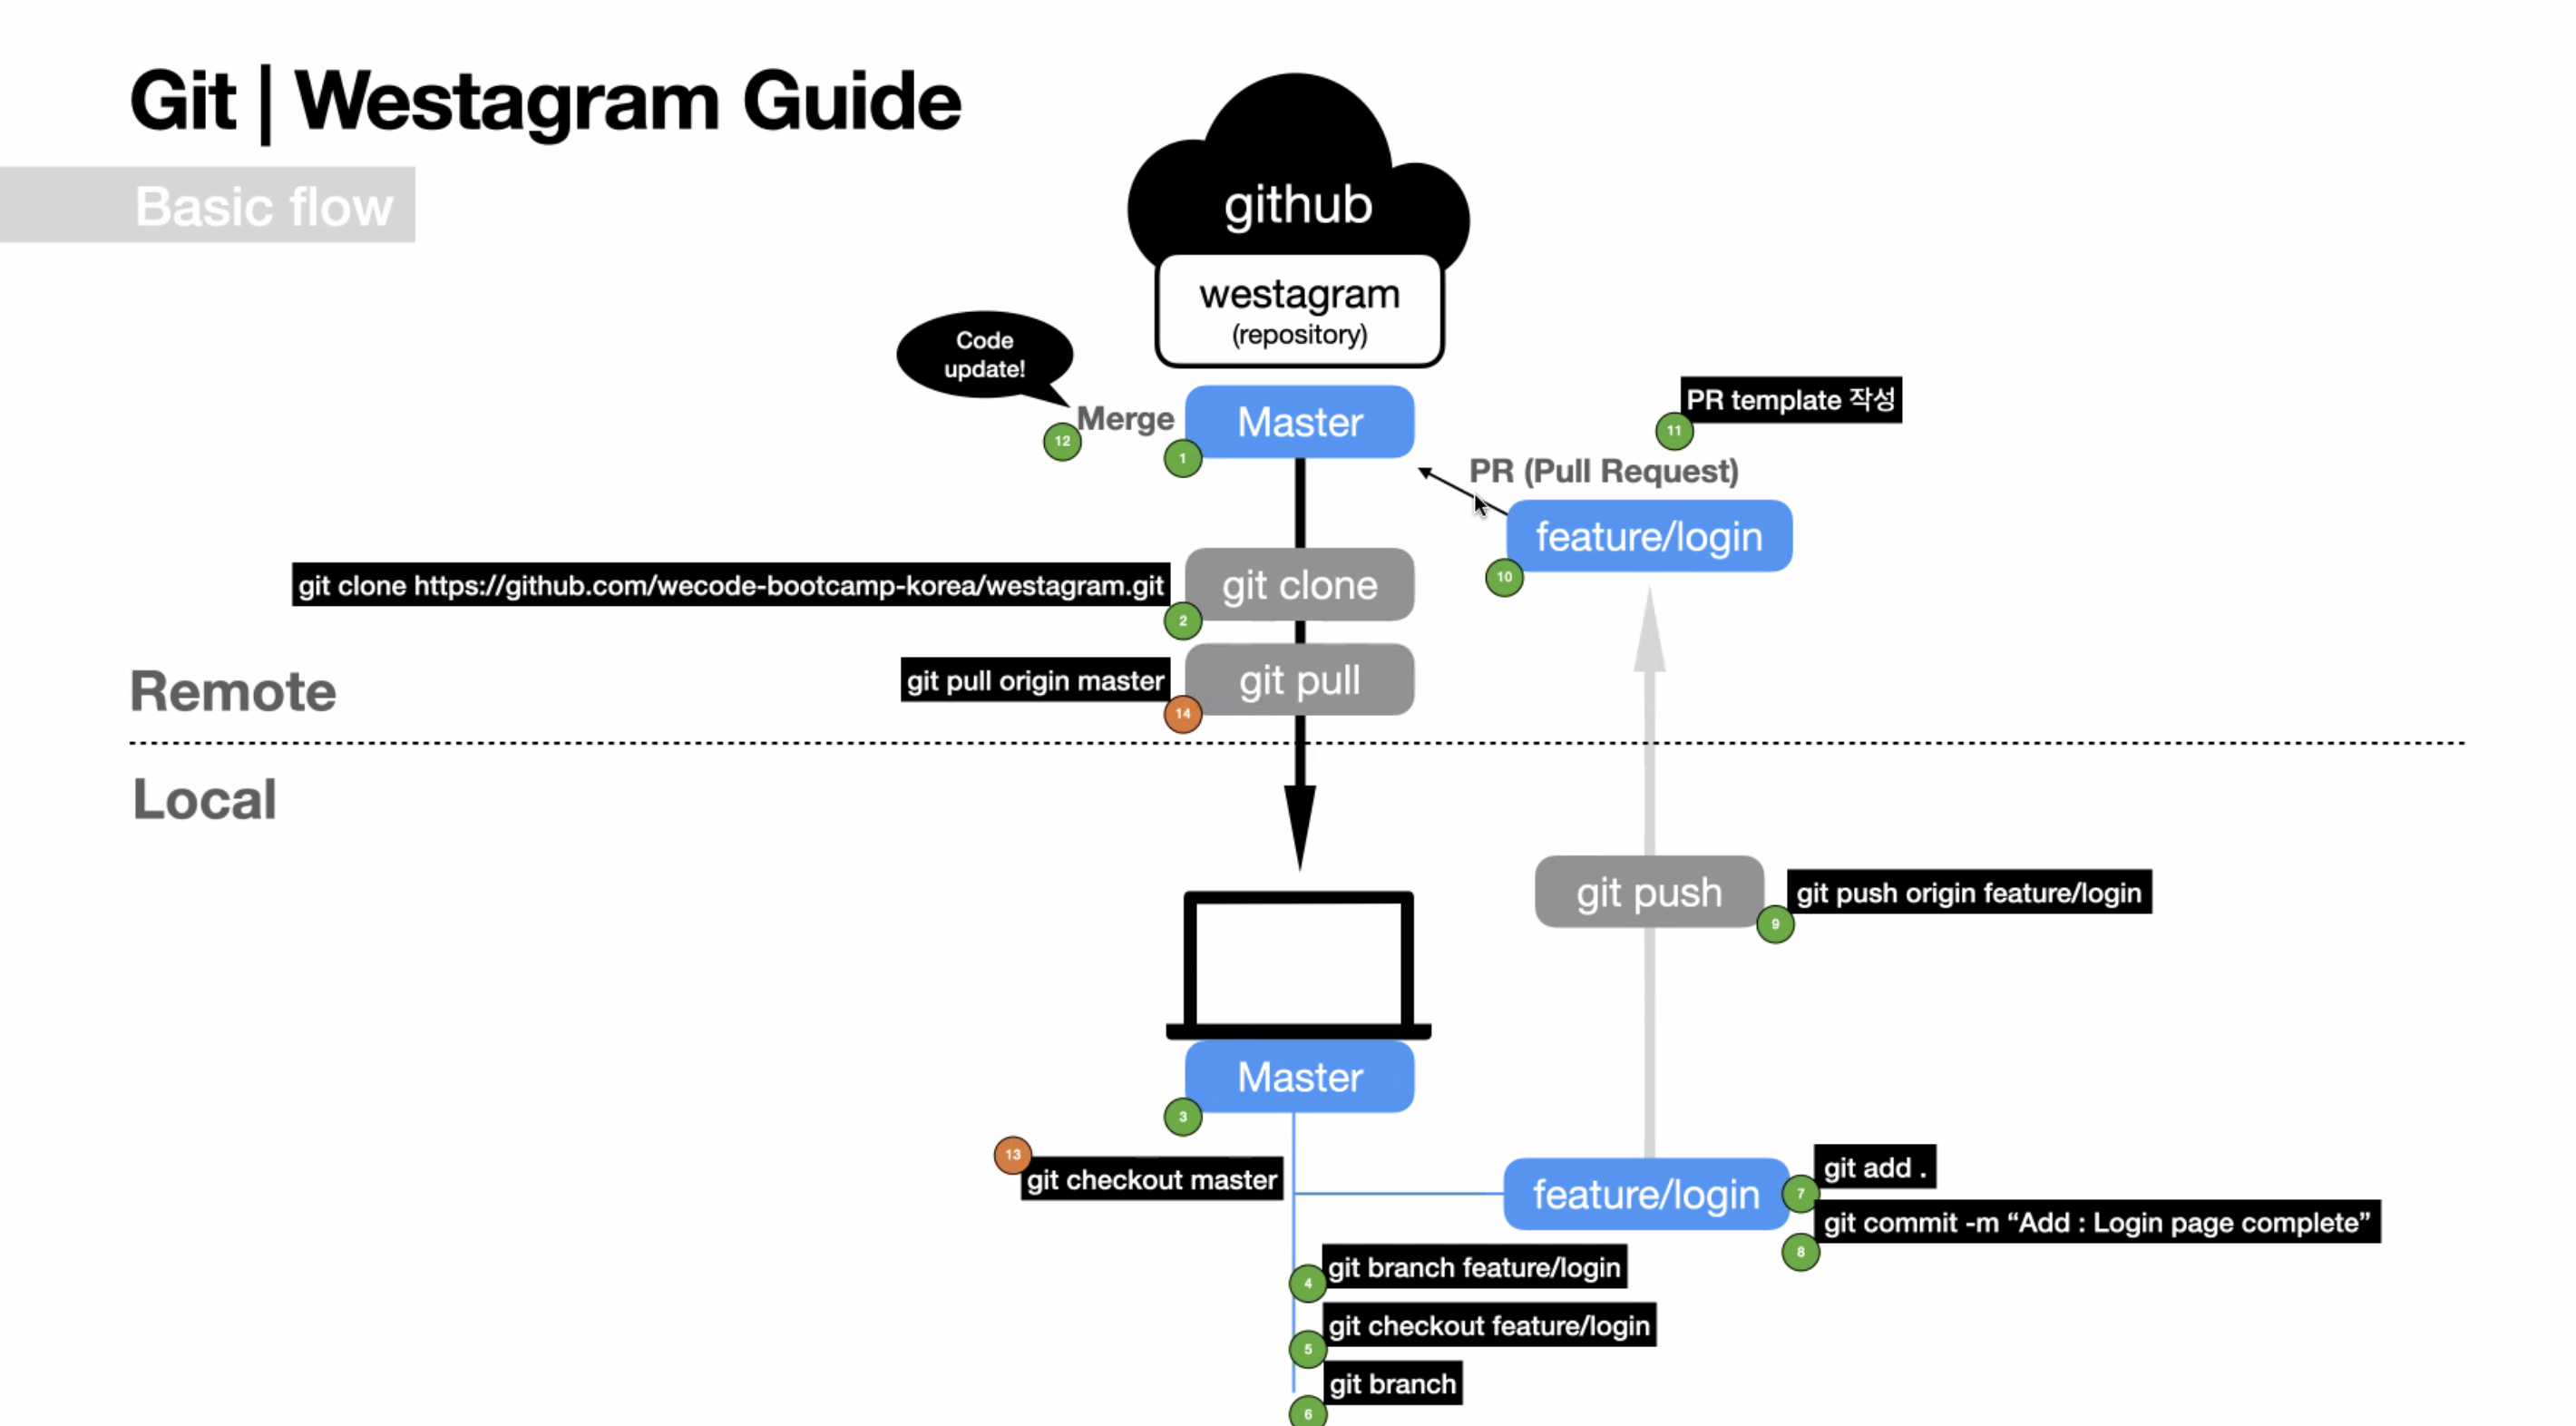 Git | Westagram Guide
Basic flow
github
westagram
(repository)
Code
update!
Merge
12
Master
1
PR template 작성
11
PR (Pull Request)
feature/login
10
git clone https://github.com/wecode-bootcamp-korea/westagram.git
git clone
2
git pull origin master
git pull
14
Remote
Local
git push
git push origin feature/login
9
Master
3
13
git checkout master
feature/login
git add .
7
git commit -m “Add : Login page complete”
8
git branch feature/login
4
git checkout feature/login
5
git branch
6